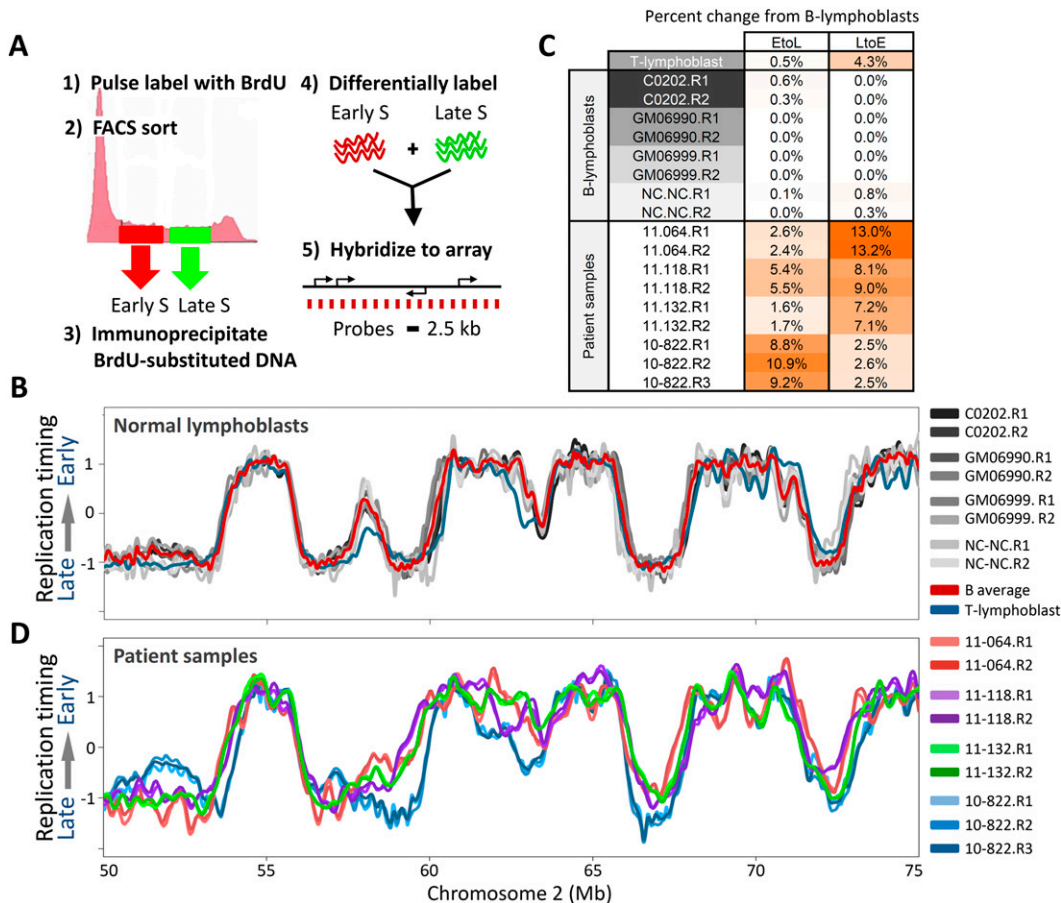 A
1) Pulse label with BrdU
2) FACS sort
Early S Late S
3) Immunoprecipitate
BrdU-substituted DNA
4) Differentially label
Early S Late S
+
5) Hybridize to array
Probes 2.5 kb
Percent change from B-lymphoblasts
C
EtoL LtoE
T-lymphoblast 0.5% 4.3%
B-lymphoblasts
C0202.R1 0.6% 0.0%
C0202.R2 0.3% 0.0%
GM06990.R1 0.0% 0.0%
GM06990.R2 0.0% 0.0%
GM06999.R1 0.0% 0.0%
GM06999.R2 0.0% 0.0%
NC.NC.R1 0.1% 0.8%
NC.NC.R2 0.0% 0.3%
Patient samples
11.064.R1 2.6% 13.0%
11.064.R2 2.4% 13.2%
11.118.R1 5.4% 8.1%
11.118.R2 5.5% 9.0%
11.132.R1 1.6% 7.2%
11.132.R2 1.7% 7.1%
10-822.R1 8.8% 2.5%
10-822.R2 10.9% 2.6%
10-822.R3 9.2% 2.5%
B
Replication timing
Late Early
Normal lymphoblasts
1
0
-1
C0202.R1
C0202.R2
GM06990.R1
GM06990.R2
GM06999.R1
GM06999. R2
NC-NC.R1
NC-NC.R2
B average
T-lymphoblast
D
Replication timing
Late Early
Patient samples
1
0
-1
11-064.R1
11-064.R2
11-118.R1
11-118.R2
11-132.R1
11-132.R2
10-822.R1
10-822.R2
10-822.R3
50 55 60 65 70 75
Chromosome 2 (Mb)